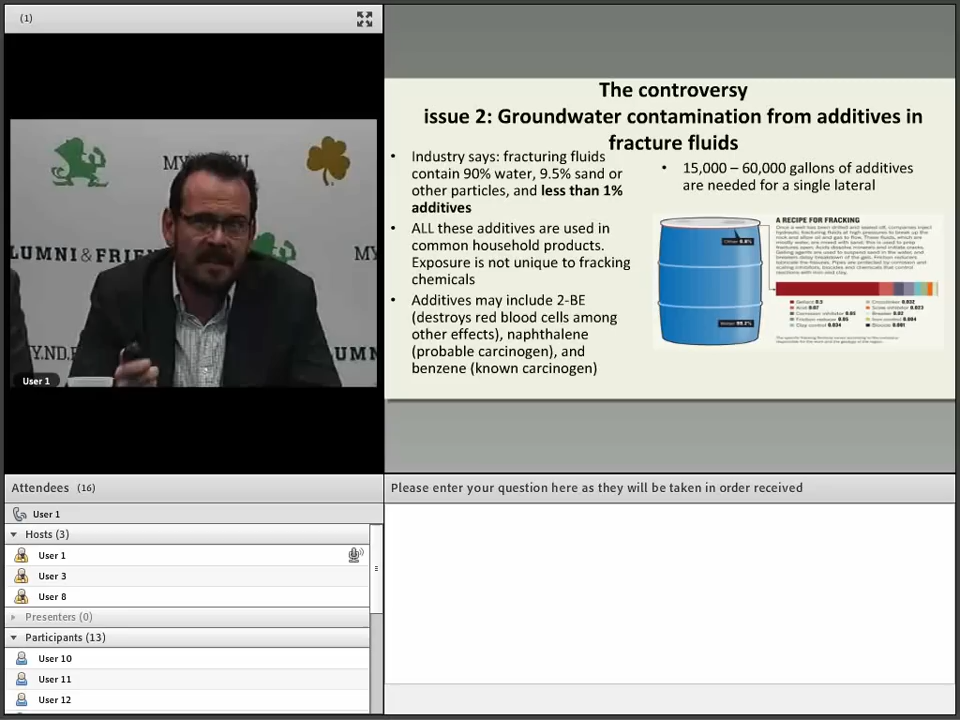 (1)
MY
LUMNI & FRIEN
MY
Y.ND.
UMN
User 1
The controversy
issue 2: Groundwater contamination from additives in
fracture fluids
• Industry says: fracturing fluids
contain 90% water, 9.5% sand or
other particles, and less than 1%
additives
• ALL these additives are used in
common household products.
Exposure is not unique to fracking
chemicals
• Additives may include 2-BE
(destroys red blood cells among
other effects), naphthalene
(probable carcinogen), and
benzene (known carcinogen)
• 15,000 – 60,000 gallons of additives
are needed for a single lateral
A RECIPE FOR FRACKING
Attendees (16)
User 1
Hosts (3)
User 1
User 3
User 8
Presenters (0)
Participants (13)
User 10
User 11
User 12
Please enter your question here as they will be taken in order received